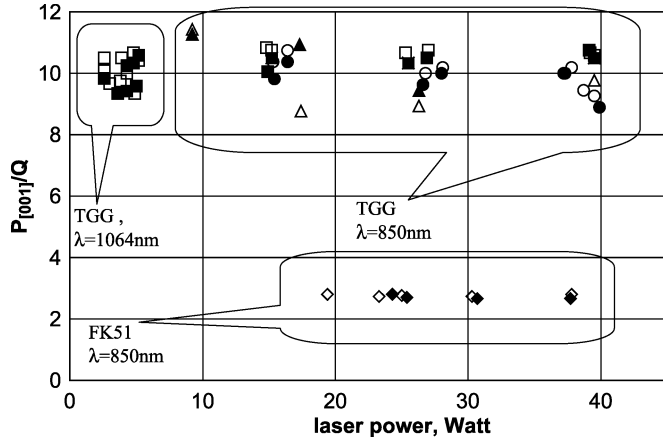 12
10
8
6
4
2
0
P[001]/Q
TGG ,
λ=1064nm
TGG
λ=850nm
FK51
λ=850nm
0 10 20 30 40
laser power, Watt